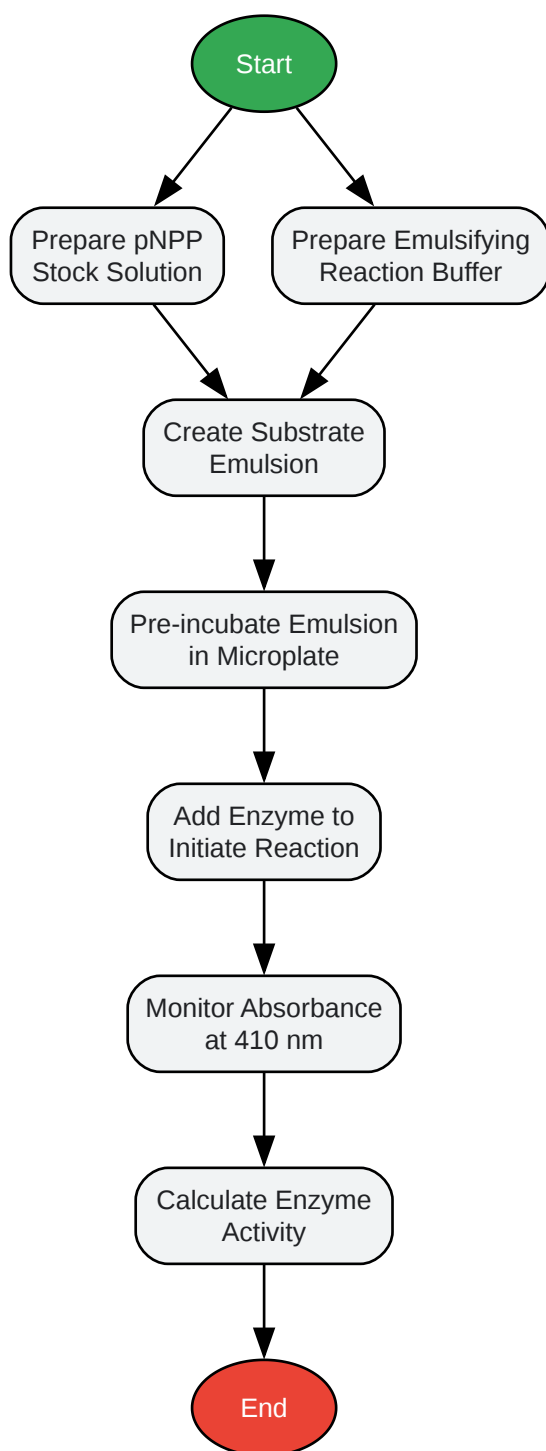 Start
Prepare pNPP
Stock Solution
Prepare Emulsifying
Reaction Buffer
Create Substrate
Emulsion
Pre-incubate Emulsion
in Microplate
Add Enzyme to
Initiate Reaction
Monitor Absorbance
at 410 nm
Calculate Enzyme
Activity
End